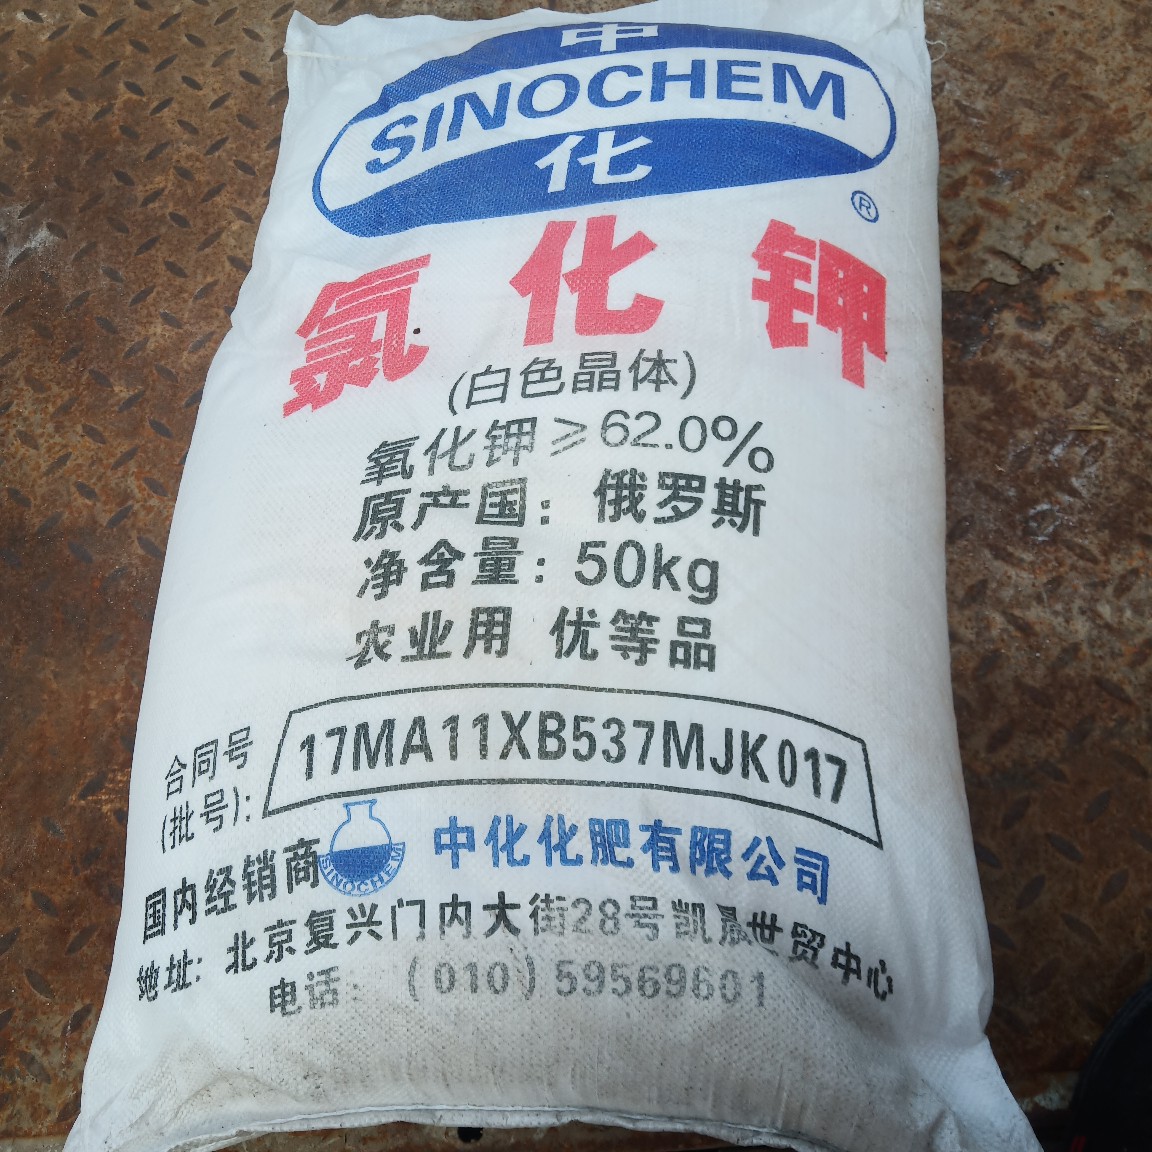 中
SINOCHEM
化
®
氯化钾
(白色晶体)
氧化钾≥62.0%
原产国：俄罗斯
净含量：50kg
农业用 优等品
合同号
(批号):
17MA11XB537MJK017
国内经销商
SINOCHEM
中化化肥有限公司
地址: 北京复兴门内大街28号凯晨世贸中心
电话：(010)59569601